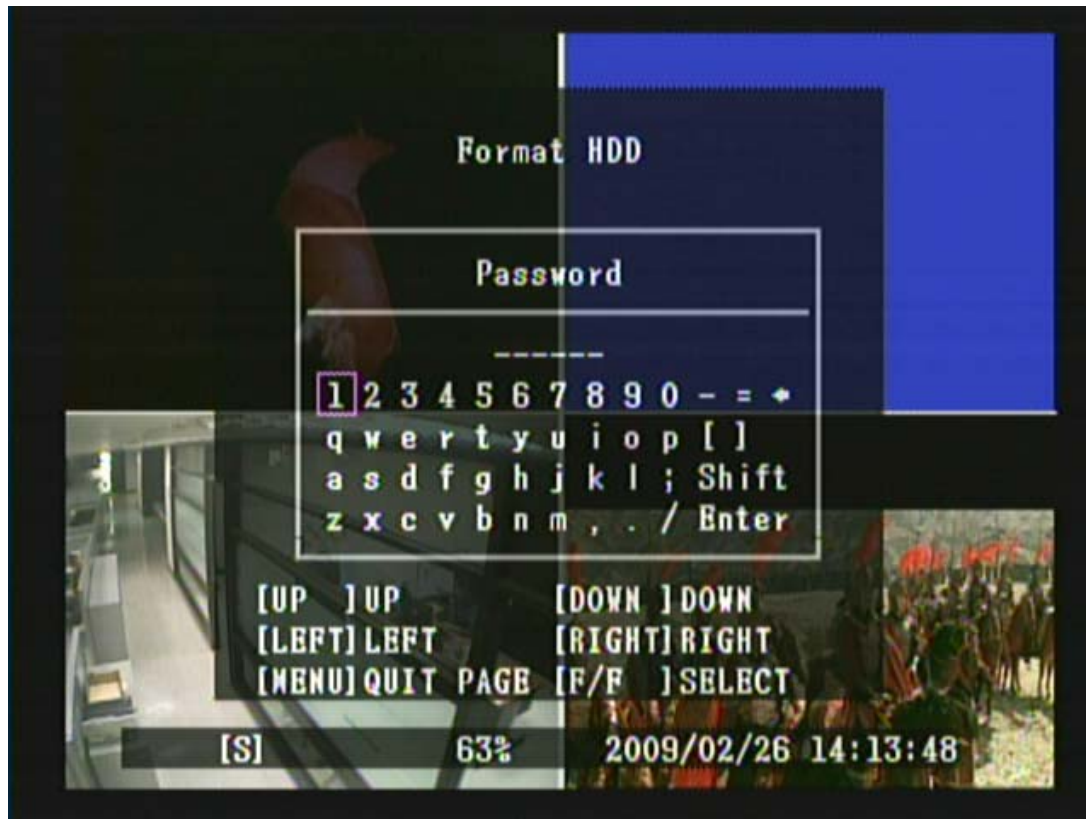 Format HDD
Password
------
1 2 3 4 5 6 7 8 9 0 - = ←
q w e r t y u i o p [ ]
a s d f g h j k l ; Shift
z x c v b n m , . / Enter
[UP ]UP [DOWN ]DOWN
[LEFT]LEFT [RIGHT]RIGHT
[MENU]QUIT PAGE [F/F ]SELECT
[S] 63% 2009/02/26 14:13:48